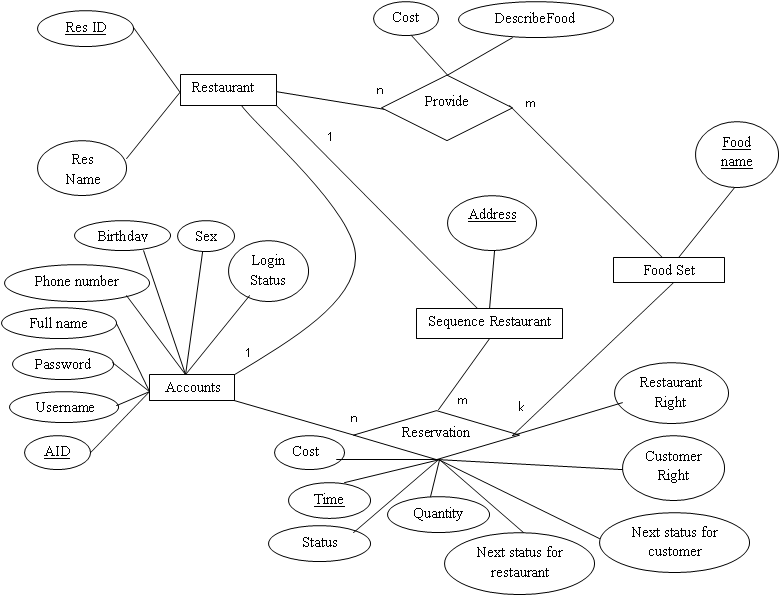 Cost
DescribeFood
Res ID
Restaurant
n
Provide
m
1
Food
name
Res
Name
Address
Birthday
Sex
Login
Status
Phone number
Food Set
Full name
Sequence Restaurant
1
Password
Accounts
Restaurant
Right
Username
n
m
k
Reservation
AID
Cost
Customer
Right
Time
Quantity
Status
Next status for
restaurant
Next status for
customer